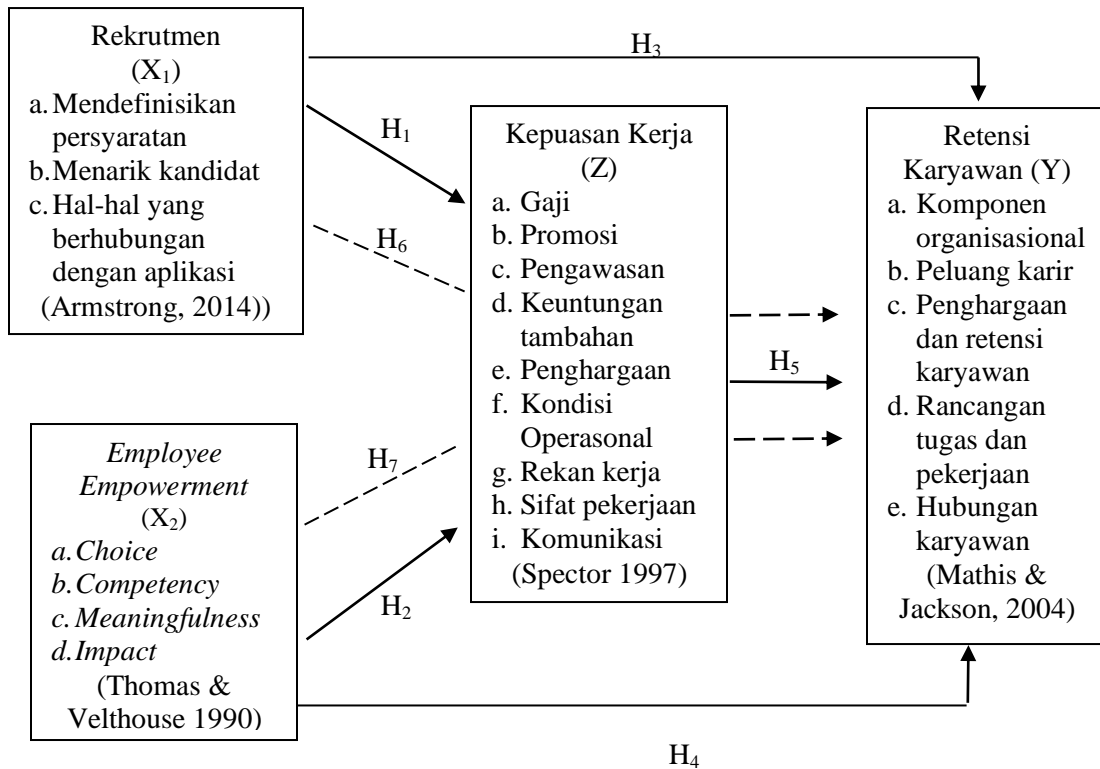 Rekrutmen
(X₁)
a. Mendefinisikan
persyaratan
b. Menarik kandidat
c. Hal-hal yang
berhubungan
dengan aplikasi
(Armstrong, 2014))
H₃
H₁
H₆
Kepuasan Kerja
(Z)
a. Gaji
b. Promosi
c. Pengawasan
d. Keuntungan
tambahan
e. Penghargaan
f. Kondisi
Operasonal
g. Rekan kerja
h. Sifat pekerjaan
i. Komunikasi
(Spector 1997)
H₅
Retensi
Karyawan (Y)
a. Komponen
organisasional
b. Peluang karir
c. Penghargaan
dan retensi
karyawan
d. Rancangan
tugas dan
pekerjaan
e. Hubungan
karyawan
(Mathis &
Jackson, 2004)
Employee
Empowerment
(X₂)
a. Choice
b. Competency
c. Meaningfulness
d. Impact
(Thomas &
Velthouse 1990)
H₇
H₂
H₄